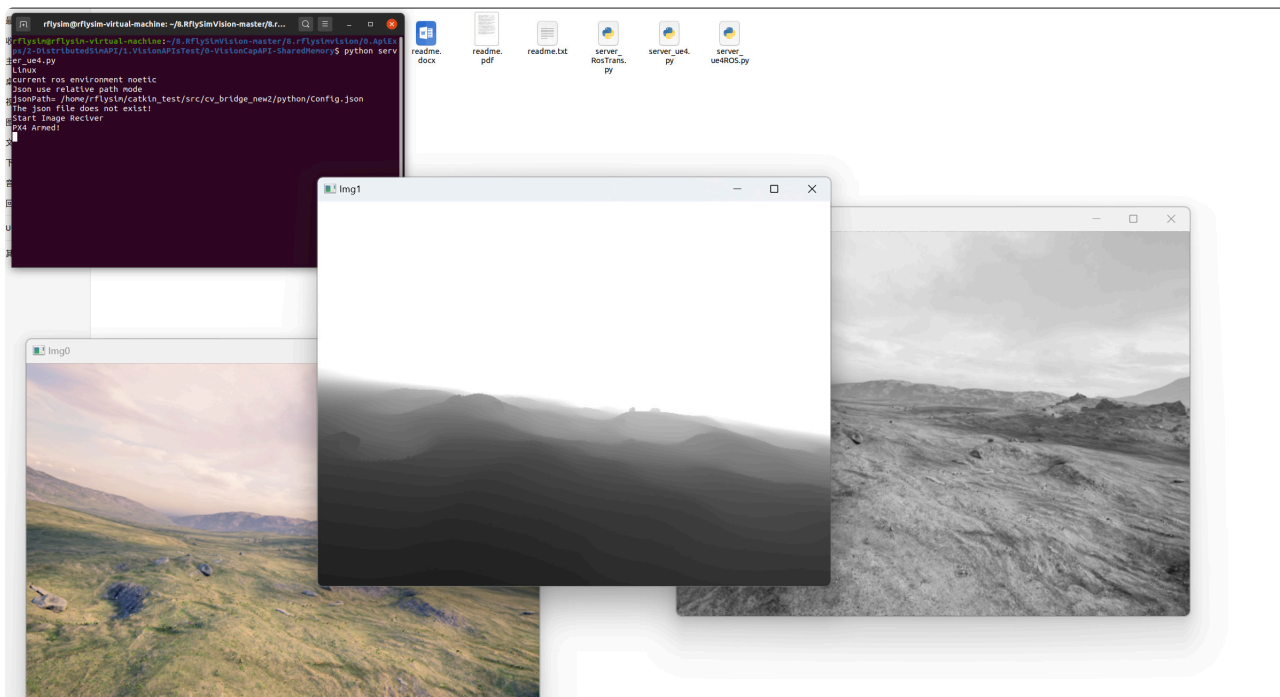 rflysim@rflysim-virtual-machine: ~/8.RflySimVision-master/8.r...
rflysim@rflysim-virtual-machine:~/8.RflySimVision-master/8.rflysimvision/0.ApiEx
ps/2-DistributedSimAPI/1.VisionAPIsTest/0-VisionCapAPI-SharedMemory$ python serv
er_ue4.py
Linux
current ros environment noetic
Json use relative path mode
jsonPath= /home/rflysim/catkin_test/src/cv_bridge_new2/python/Config.json
The json file does not exist!
Start Image Reciver
PX4 Armed!
readme.
docx
readme.
pdf
readme.txt
server_
RosTrans.
py
server_ue4.
py
server_
ue4ROS.py
Img1
Img0